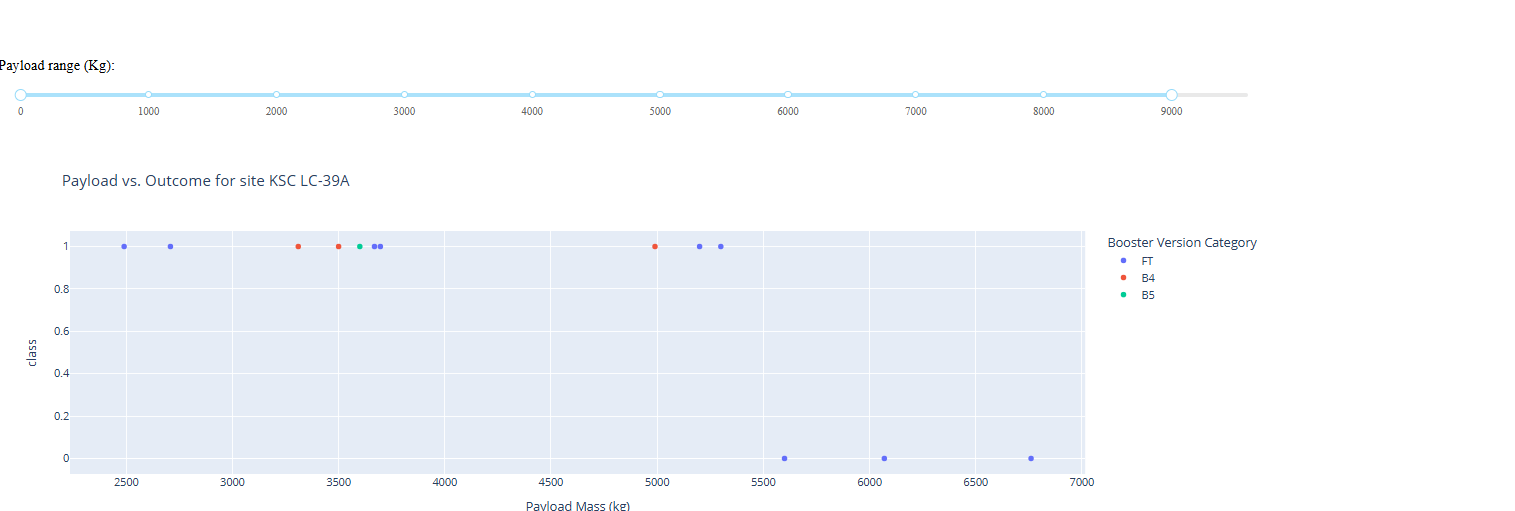 Payload range (Kg):
0 1000 2000 3000 4000 5000 6000 7000 8000 9000
Payload vs. Outcome for site KSC LC-39A
Booster Version Category
FT
B4
B5
1
0.8
0.6
0.4
0.2
0
class
2500 3000 3500 4000 4500 5000 5500 6000 6500 7000
Payload Mass (kg)